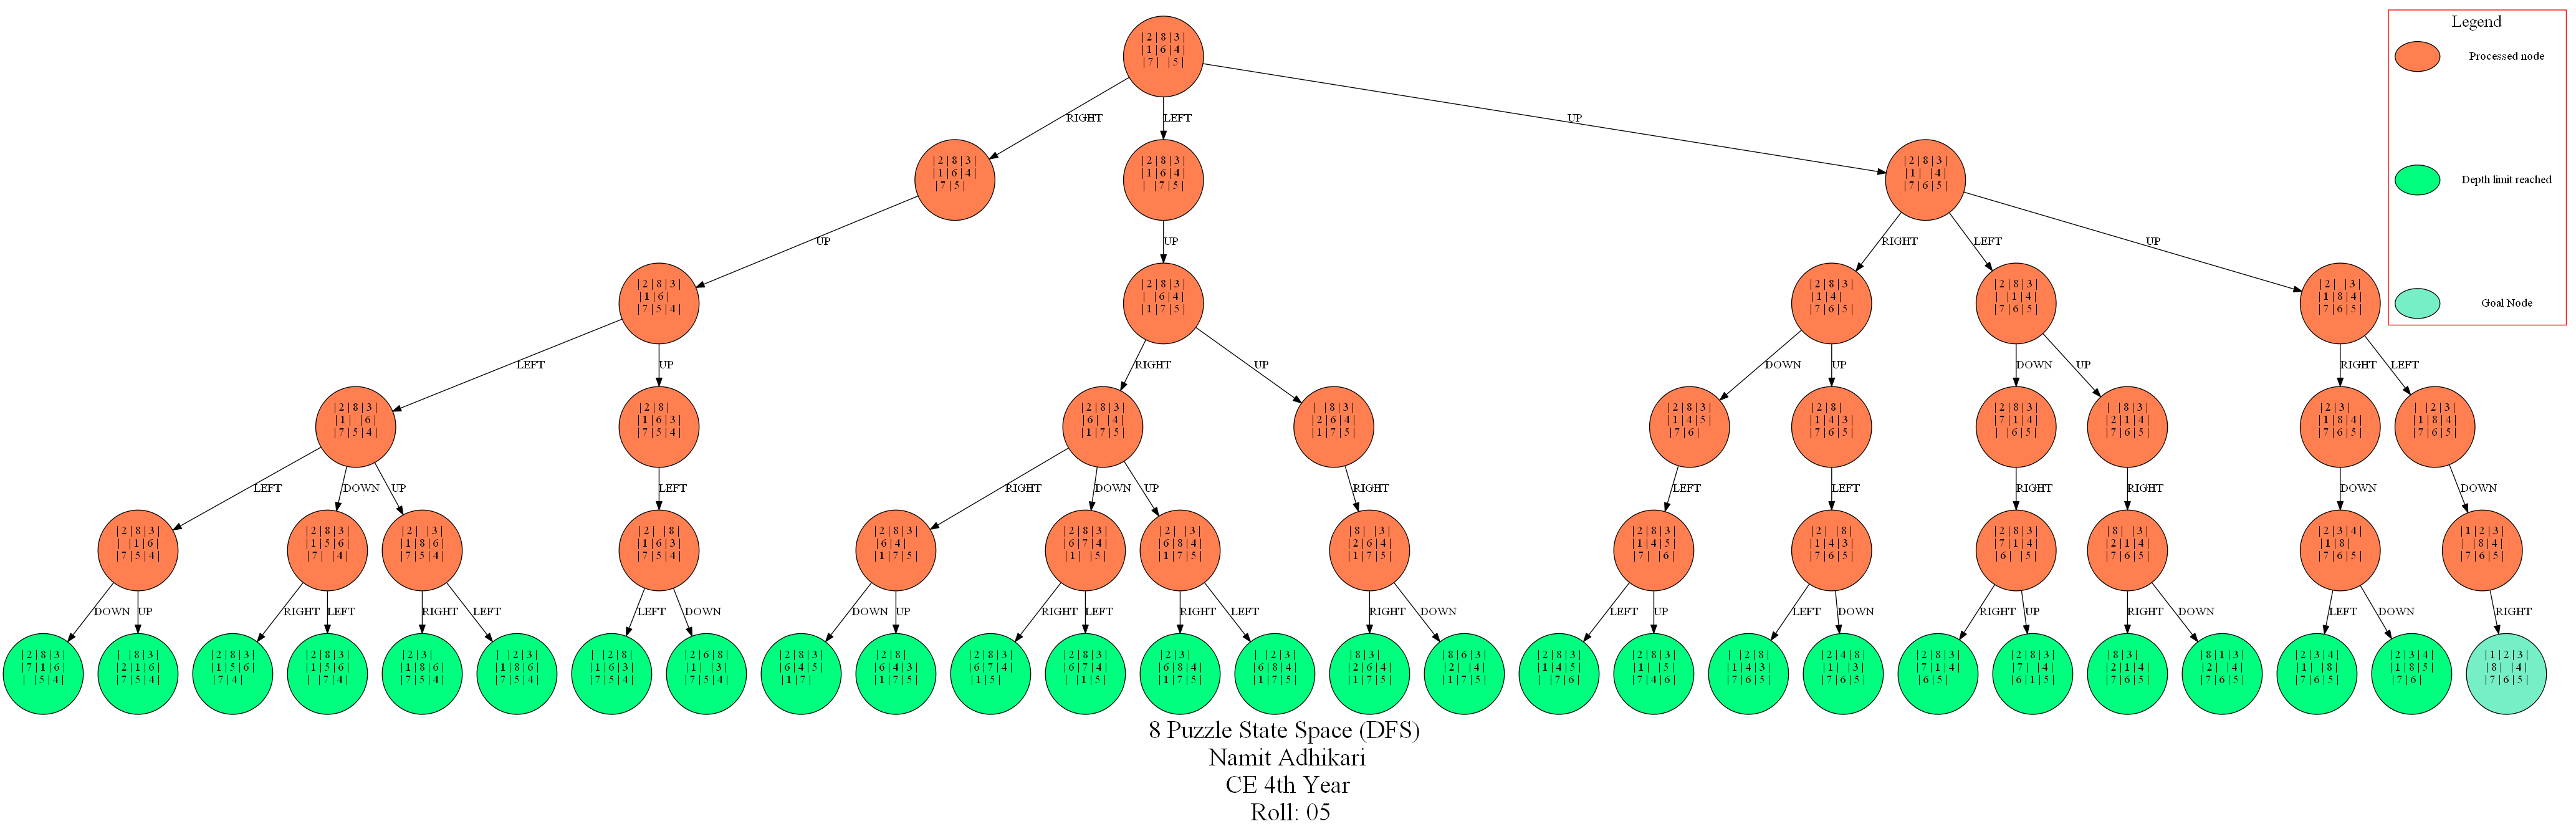 |2|8|3|
|1|6|4|
|7| |5|
Legend
Processed node
RIGHT
LEFT
UP
|2|8|3|
|1|6|4|
|7|5|
|2|8|3|
|1|6|4|
| |7|5|
|2|8|3|
|1| |4|
|7|6|5|
Depth limit reached
UP
UP
RIGHT
LEFT
UP
|2|8|3|
|1|6|
|7|5|4|
|2|8|3|
| |6|4|
|1|7|5|
|2|8|3|
|1|4|
|7|6|5|
|2|8|3|
| |1|4|
|7|6|5|
|2| |3|
|1|8|4|
|7|6|5|
Goal Node
LEFT
UP
RIGHT
UP
DOWN
UP
DOWN
UP
RIGHT
LEFT
|2|8|3|
|1| |6|
|7|5|4|
|2|8|
|1|6|3|
|7|5|4|
|2|8|3|
|6| |4|
|1|7|5|
| |8|3|
|2|6|4|
|1|7|5|
|2|8|3|
|1|4|5|
|7|6|
|2|8|
|1|4|3|
|7|6|5|
|2|8|3|
|7|1|4|
| |6|5|
| |8|3|
|2|1|4|
|7|6|5|
|2|3|
|1|8|4|
|7|6|5|
| |2|3|
|1|8|4|
|7|6|5|
LEFT
DOWN
UP
LEFT
RIGHT
DOWN
UP
RIGHT
LEFT
LEFT
RIGHT
RIGHT
DOWN
DOWN
|2|8|3|
| |1|6|
|7|5|4|
|2|8|3|
|1|5|6|
|7| |4|
|2| |3|
|1|8|6|
|7|5|4|
|2| |8|
|1|6|3|
|7|5|4|
|2|8|3|
|6|4|
|1|7|5|
|2|8|3|
|6|7|4|
|1| |5|
|2| |3|
|6|8|4|
|1|7|5|
|8| |3|
|2|6|4|
|1|7|5|
|2|8|3|
|1|4|5|
|7| |6|
|2| |8|
|1|4|3|
|7|6|5|
|2|8|3|
|7|1|4|
|6| |5|
|8| |3|
|2|1|4|
|7|6|5|
|2|3|4|
|1|8|
|7|6|5|
|1|2|3|
| |8|4|
|7|6|5|
DOWN
UP
RIGHT
LEFT
RIGHT
LEFT
LEFT
DOWN
DOWN
UP
RIGHT
LEFT
RIGHT
LEFT
RIGHT
DOWN
LEFT
UP
LEFT
DOWN
RIGHT
UP
RIGHT
DOWN
LEFT
DOWN
RIGHT
|2|8|3|
|7|1|6|
| |5|4|
| |8|3|
|2|1|6|
|7|5|4|
|2|8|3|
|1|5|6|
|7|4|
|2|8|3|
|1|5|6|
| |7|4|
|2|3|
|1|8|6|
|7|5|4|
| |2|3|
|1|8|6|
|7|5|4|
| |2|8|
|1|6|3|
|7|5|4|
|2|6|8|
|1| |3|
|7|5|4|
|2|8|3|
|6|4|5|
|1|7|
|2|8|
|6|4|3|
|1|7|5|
|2|8|3|
|6|7|4|
|1|5|
|2|8|3|
|6|7|4|
| |1|5|
|2|3|
|6|8|4|
|1|7|5|
| |2|3|
|6|8|4|
|1|7|5|
|8|3|
|2|6|4|
|1|7|5|
|8|6|3|
|2| |4|
|1|7|5|
|2|8|3|
|1|4|5|
| |7|6|
|2|8|3|
|1| |5|
|7|4|6|
| |2|8|
|1|4|3|
|7|6|5|
|2|4|8|
|1| |3|
|7|6|5|
|2|8|3|
|7|1|4|
|6|5|
|2|8|3|
|7| |4|
|6|1|5|
|8|3|
|2|1|4|
|7|6|5|
|8|1|3|
|2| |4|
|7|6|5|
|2|3|4|
|1| |8|
|7|6|5|
|2|3|4|
|1|8|5|
|7|6|
|1|2|3|
|8| |4|
|7|6|5|
8 Puzzle State Space (DFS)
Namit Adhikari
CE 4th Year
Roll: 05